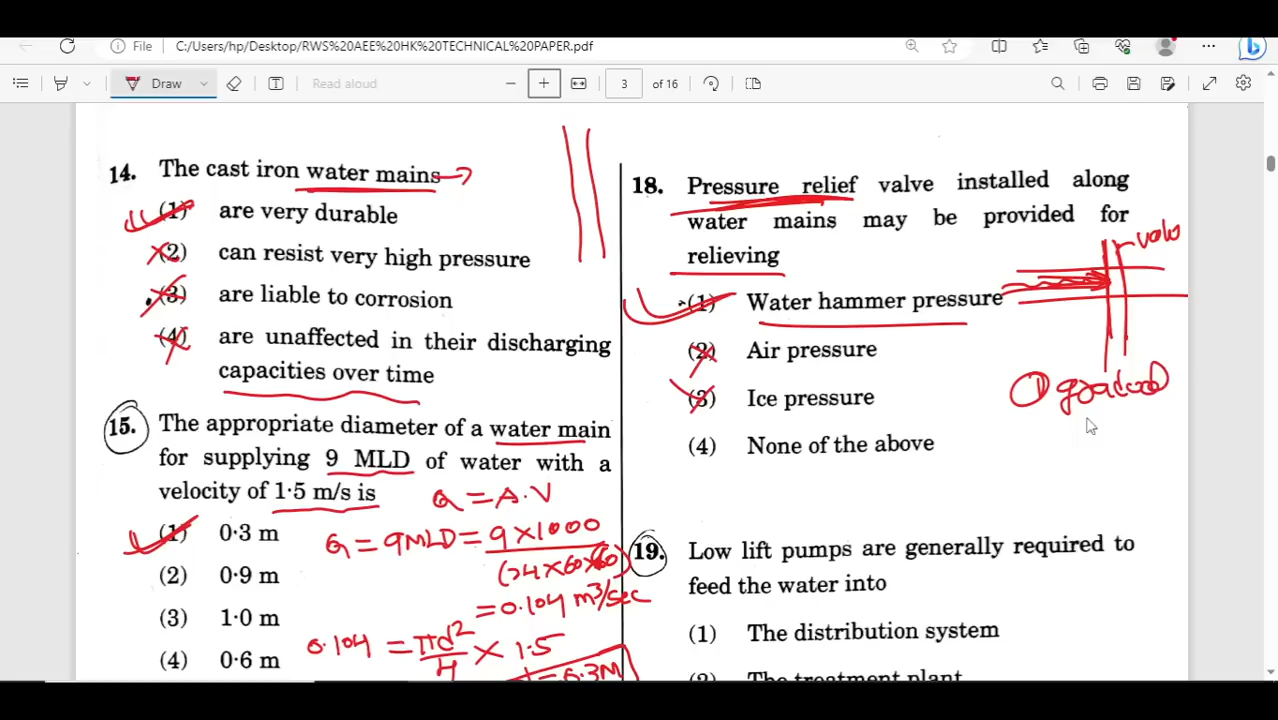 File
C:/Users/hp/Desktop/RWS%20AEE%20HK%20TECHNICAL%20PAPER.pdf
Draw
Read aloud
3
of 16
14. The cast iron water mains
(1) are very durable
(2) can resist very high pressure
(3) are liable to corrosion
(4) are unaffected in their discharging
capacities over time
15. The appropriate diameter of a water main
for supplying 9 MLD of water with a
velocity of 1·5 m/s is
Q = A.V
(1) 0·3 m
Q = 9MLD = 9×1000
(24×60×60)
(2) 0·9 m
= 0.104 m³/sec
(3) 1·0 m
0.104 = πd²/4 × 1.5
(4) 0·6 m
18. Pressure relief valve installed along
water mains may be provided for
relieving
(1) Water hammer pressure
(2) Air pressure
(3) Ice pressure
(4) None of the above
19. Low lift pumps are generally required to
feed the water into
(1) The distribution system
(2) The treatment plant